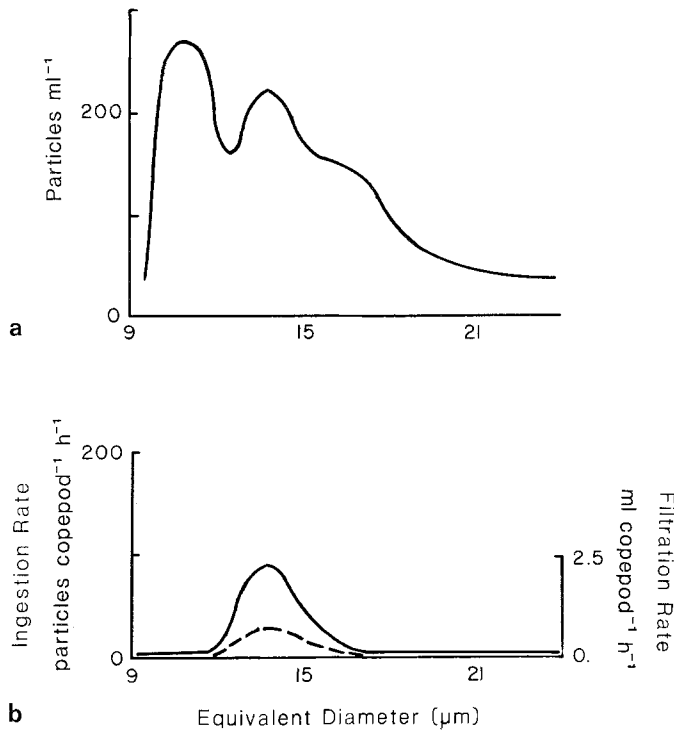 Particles ml⁻¹
200
0
9 15 21
a
Ingestion Rate
particles copepod⁻¹ h⁻¹
200
0
2.5
0.
Filtration Rate
ml copepod⁻¹ h⁻¹
9 15 21
b
Equivalent Diameter (μm)